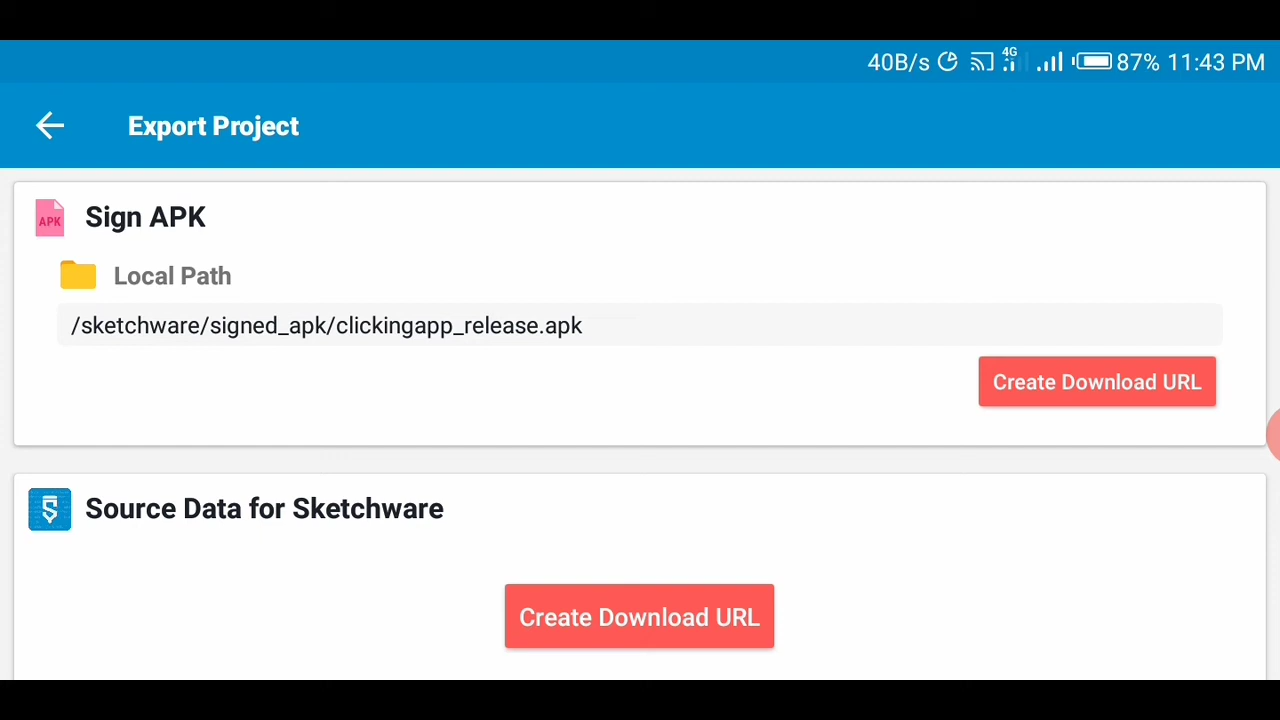 40B/s 4G 87% 11:43 PM
Export Project
APK Sign APK
Local Path
/sketchware/signed_apk/clickingapp_release.apk
Create Download URL
Source Data for Sketchware
Create Download URL